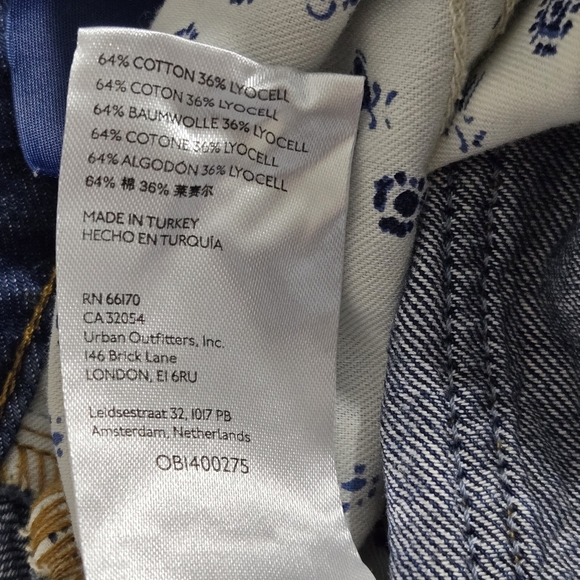 64% COTTON 36% LYOCELL
64% COTON 36% LYOCELL
64% BAUMWOLLE 36% LYOCELL
64% COTONE 36% LYOCELL
64% ALGODÓN 36% LYOCELL
64% 棉 36% 莱赛尔
MADE IN TURKEY
HECHO EN TURQUÍA
RN 66170
CA 32054
Urban Outfitters, Inc.
146 Brick Lane
LONDON, E1 6RU
Leidsestraat 32, 1017 PB
Amsterdam, Netherlands
OB1400275